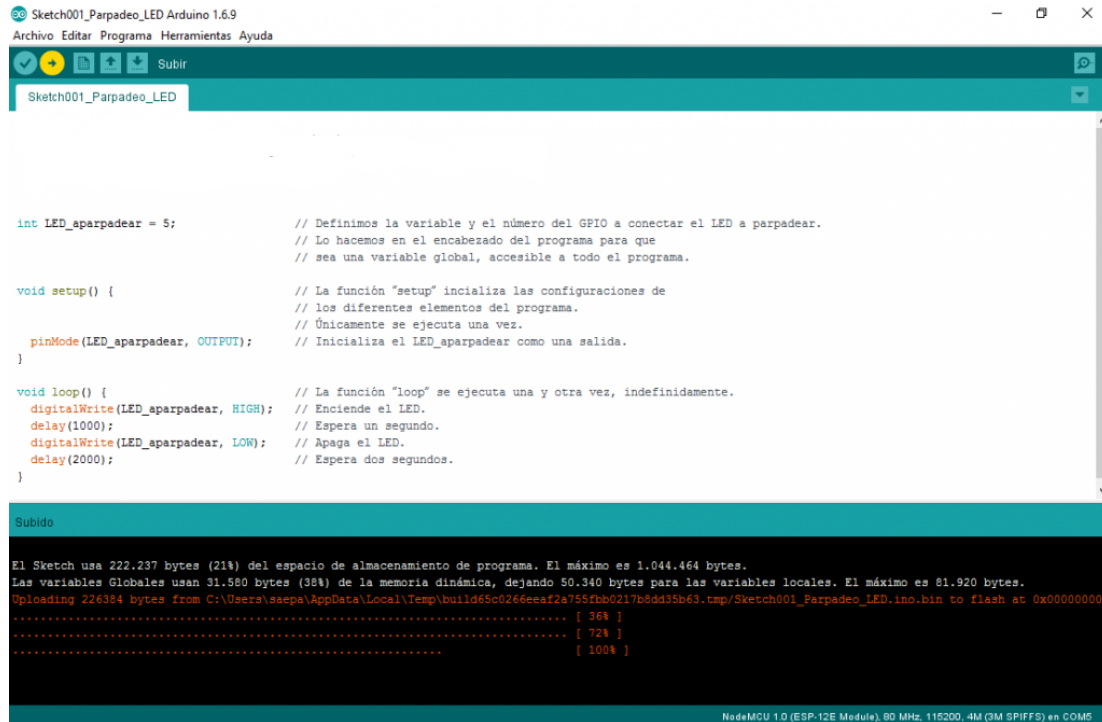 Sketch001_Parpadeo_LED Arduino 1.6.9
Archivo Editar Programa Herramientas Ayuda
Subir
Sketch001_Parpadeo_LED
int LED_aparpadear = 5; // Definimos la variable y el número del GPIO a conectar el LED a parpadear.
// Lo hacemos en el encabezado del programa para que
// sea una variable global, accesible a todo el programa.
void setup() { // La función "setup" incializa las configuraciones de
// los diferentes elementos del programa.
// Únicamente se ejecuta una vez.
pinMode(LED_aparpadear, OUTPUT); // Inicializa el LED_aparpadear como una salida.
}
void loop() { // La función "loop" se ejecuta una y otra vez, indefinidamente.
digitalWrite(LED_aparpadear, HIGH); // Enciende el LED.
delay(1000); // Espera un segundo.
digitalWrite(LED_aparpadear, LOW); // Apaga el LED.
delay(2000); // Espera dos segundos.
}
Subido
El Sketch usa 222.237 bytes (21%) del espacio de almacenamiento de programa. El máximo es 1.044.464 bytes.
Las variables Globales usan 31.580 bytes (38%) de la memoria dinámica, dejando 50.340 bytes para las variables locales. El máximo es 81.920 bytes.
Uploading 226384 bytes from C:\Users\saepa\AppData\Local\Temp\build65c0266eeaf2a755fbb0217b8dd35b63.tmp/Sketch001_Parpadeo_LED.ino.bin to flash at 0x00000000
................................................................................ [ 36% ]
................................................................................ [ 72% ]
.............................................................. [ 100% ]
NodeMCU 1.0 (ESP-12E Module), 80 MHz, 115200, 4M (3M SPIFFS) en COM5